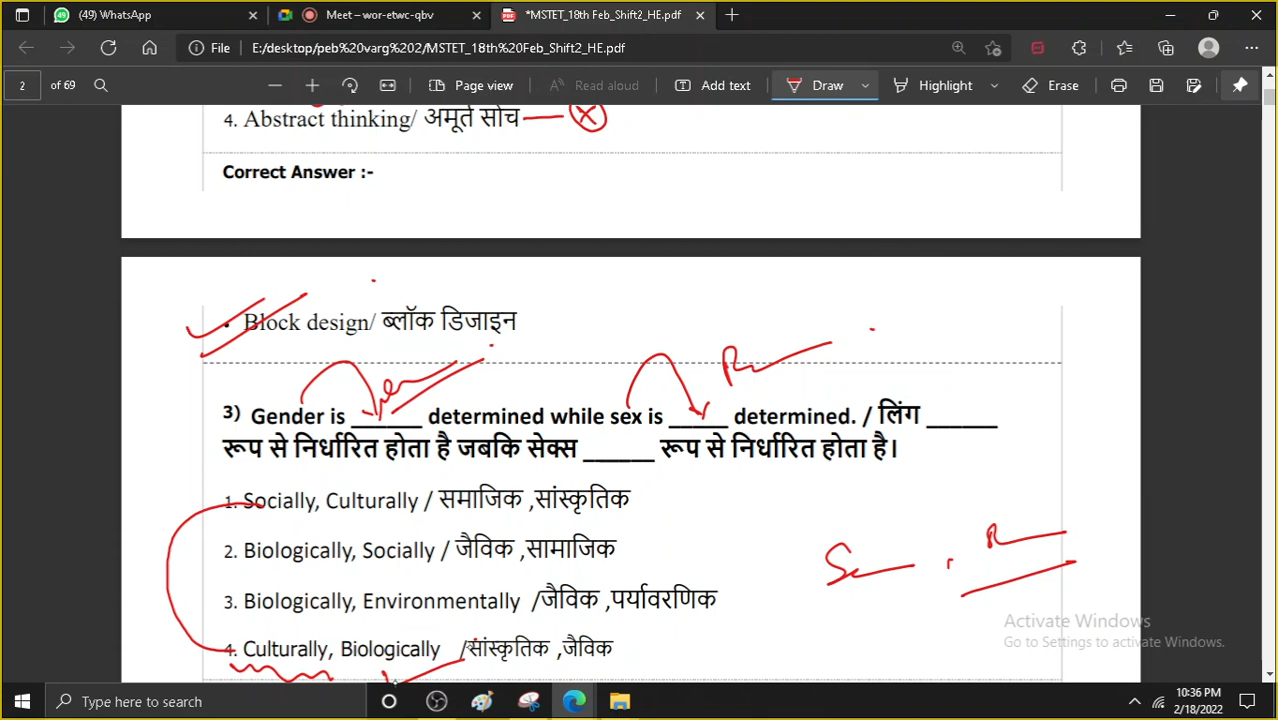 (49) WhatsApp
Meet – wor-etwc-qbv
*MSTET_18th Feb_Shift2_HE.pdf
File E:/desktop/peb%20varg%202/MSTET_18th%20Feb_Shift2_HE.pdf
2 of 69
Page view
Read aloud
Add text
Draw
Highlight
Erase
4. Abstract thinking/ अमूर्त सोच
Correct Answer :-
• Block design/ ब्लॉक डिजाइन
3) Gender is ______ determined while sex is _____ determined. / लिंग ______
रूप से निर्धारित होता है जबकि सेक्स ______ रूप से निर्धारित होता है।
1. Socially, Culturally / समाजिक ,सांस्कृतिक
2. Biologically, Socially / जैविक ,सामाजिक
3. Biologically, Environmentally /जैविक ,पर्यावरणिक
4. Culturally, Biologically /सांस्कृतिक ,जैविक
Activate Windows
Go to Settings to activate Windows.
Type here to search
10:36 PM
2/18/2022